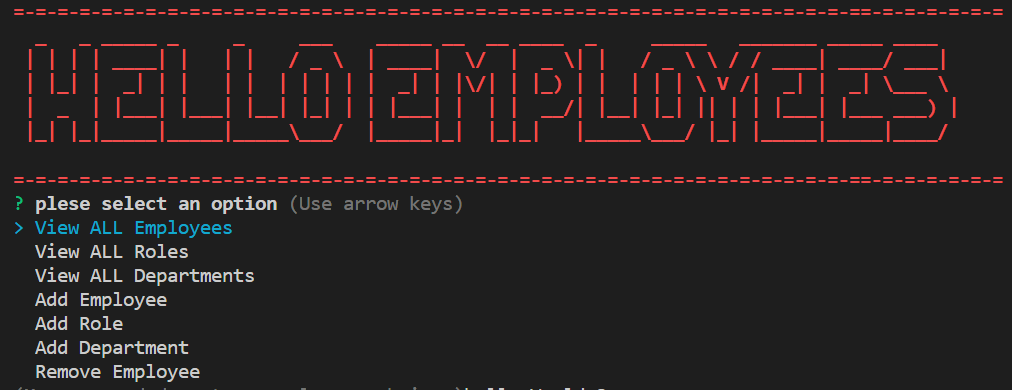 =-=-=-=-=-=-=-=-=-=-=-=-=-=-=-=-=-=-=-=-=-=-=-=-=-=-=-=-=-=-=-=-=-=-=-=-=-=-==-=-=-=-=-=-=
HELLO EMPLOYEES
=-=-=-=-=-=-=-=-=-=-=-=-=-=-=-=-=-=-=-=-=-=-=-=-=-=-=-=-=-=-=-=-=-=-=-=-=-=-==-=-=-=-=-=-=
? plese select an option (Use arrow keys)
> View ALL Employees
View ALL Roles
View ALL Departments
Add Employee
Add Role
Add Department
Remove Employee